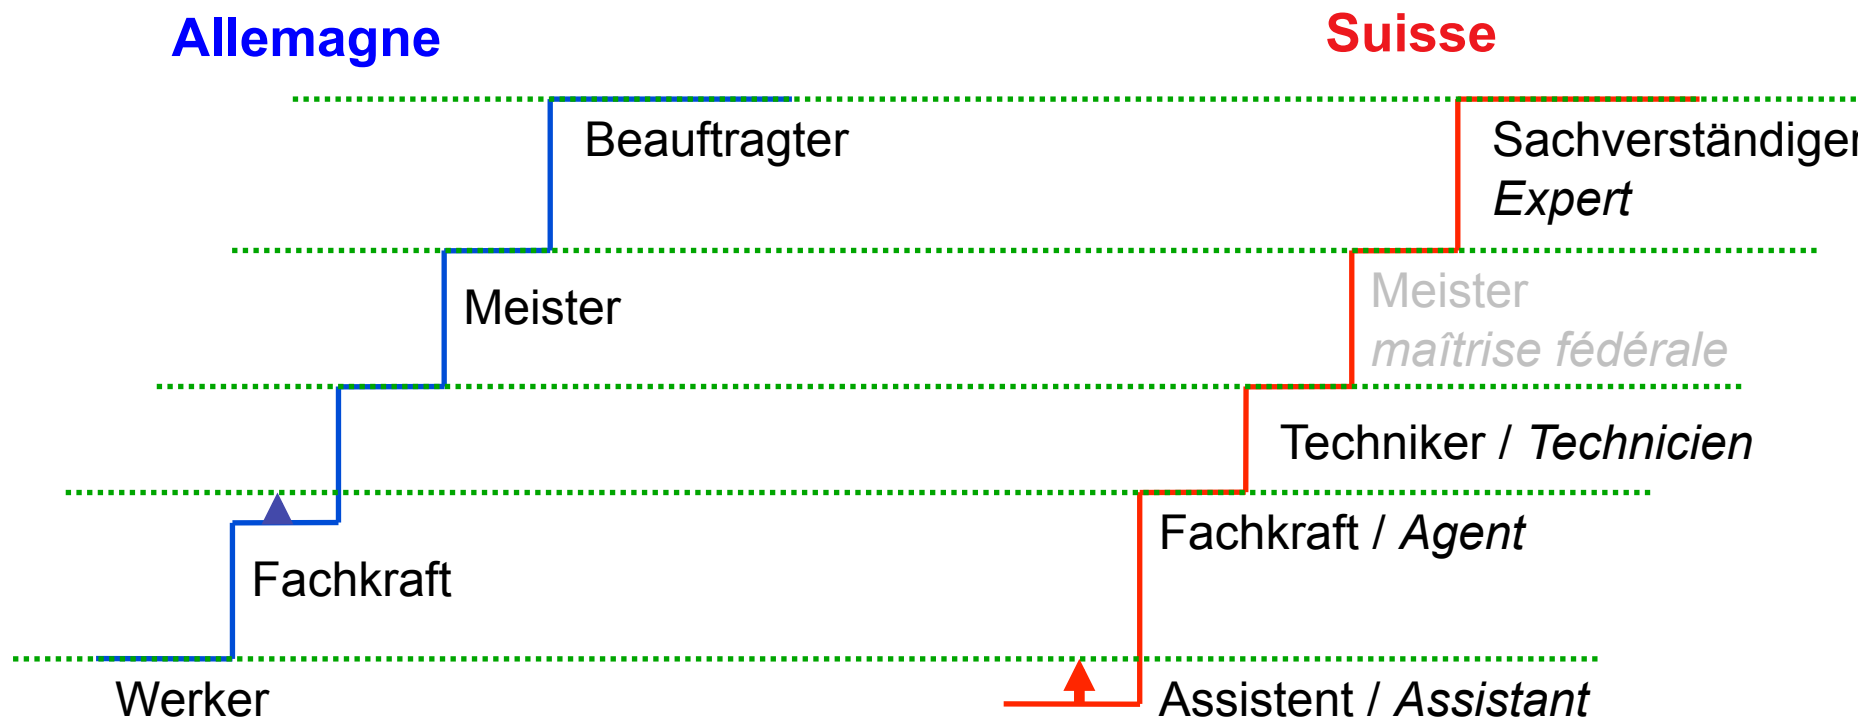 Allemagne
Suisse
Beauftragter
Sachverständiger
Expert
Meister
Meister
maîtrise fédérale
Techniker / Technicien
Fachkraft / Agent
Fachkraft
Werker
Assistent / Assistant